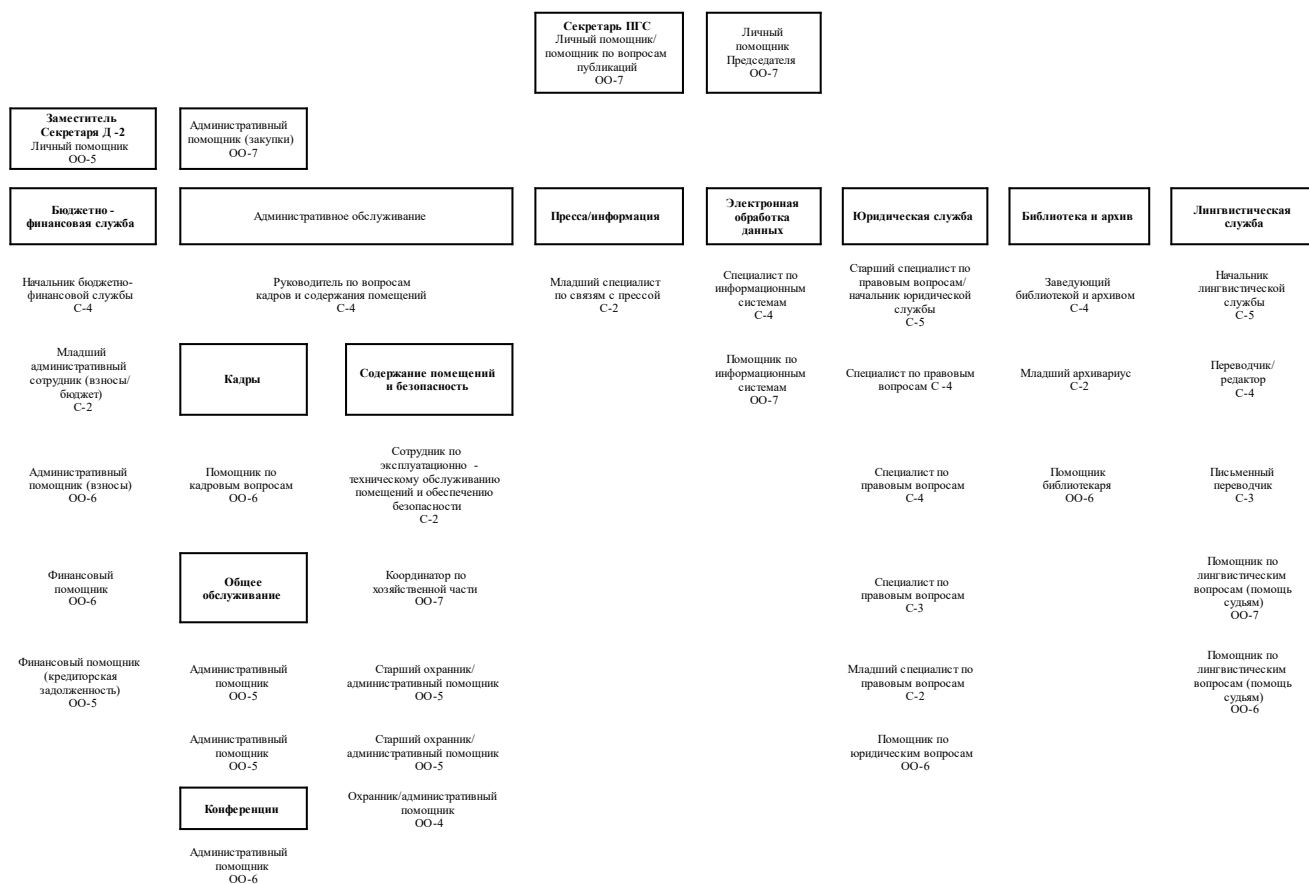 Секретарь ПГС
Личный помощник/
помощник по вопросам
публикаций
ОО-7
Личный
помощник
Председателя
ОО-7
Заместитель
Секретаря Д -2
Личный помощник
ОО-5
Административный
помощник (закупки)
ОО-7
Бюджетно -
финансовая служба
Административное обслуживание
Пресса/информация
Электронная
обработка
данных
Юридическая служба
Библиотека и архив
Лингвистическая
служба
Начальник бюджетно-
финансовой службы
С-4
Руководитель по вопросам
кадров и содержания помещений
С-4
Младший специалист
по связям с прессой
С-2
Специалист по
информационным
системам
С-4
Старший специалист по
правовым вопросам/
начальник юридической
службы
С-5
Заведующий
библиотекой и архивом
С-4
Начальник
лингвистической
службы
С-5
Младший
административный
сотрудник (взносы/
бюджет)
С-2
Кадры
Содержание помещений
и безопасность
Помощник по
информационным
системам
ОО-7
Специалист по правовым
вопросам С -4
Младший архивариус
С-2
Переводчик/
редактор
С-4
Административный
помощник (взносы)
ОО-6
Помощник по
кадровым вопросам
ОО-6
Сотрудник по
эксплуатационно -
техническому обслуживанию
помещений и обеспечению
безопасности
С-2
Специалист по
правовым вопросам
С-4
Помощник
библиотекаря
ОО-6
Письменный
переводчик
С-3
Финансовый
помощник
ОО-6
Общее
обслуживание
Координатор по
хозяйственной части
ОО-7
Специалист по
правовым вопросам
С-3
Помощник по
лингвистическим
вопросам (помощь
судьям)
ОО-7
Финансовый помощник
(кредиторская
задолженность)
ОО-5
Административный
помощник
ОО-5
Старший охранник/
административный помощник
ОО-5
Младший специалист по
правовым вопросам
С-2
Помощник по
лингвистическим
вопросам (помощь
судьям)
ОО-6
Административный
помощник
ОО-5
Старший охранник/
административный помощник
ОО-5
Помощник по
юридическим вопросам
ОО-6
Конференции
Охранник/административный
помощник
ОО-4
Административный
помощник
ОО-6